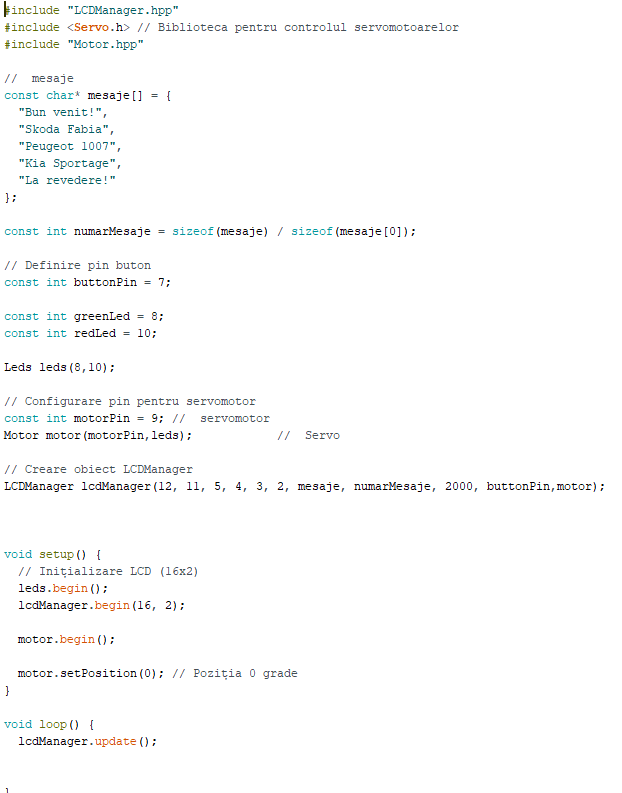 #include "LCDManager.hpp"
#include <Servo.h> // Biblioteca pentru controlul servomotoarelor
#include "Motor.hpp"
//  mesaje
const char* mesaje[] = {
  "Bun venit!",
  "Skoda Fabia",
  "Peugeot 1007",
  "Kia Sportage",
  "La revedere!"
};
const int numarMesaje = sizeof(mesaje) / sizeof(mesaje[0]);
// Definire pin buton
const int buttonPin = 7;
const int greenLed = 8;
const int redLed = 10;
Leds leds(8,10);
// Configurare pin pentru servomotor
const int motorPin = 9; //  servomotor
Motor motor(motorPin,leds);            //  Servo
// Creare obiect LCDManager
LCDManager lcdManager(12, 11, 5, 4, 3, 2, mesaje, numarMesaje, 2000, buttonPin,motor);
void setup() {
  // Inițializare LCD (16x2)
  leds.begin();
  lcdManager.begin(16, 2);
  motor.begin();
  motor.setPosition(0); // Poziția 0 grade
}
void loop() {
  lcdManager.update();
}